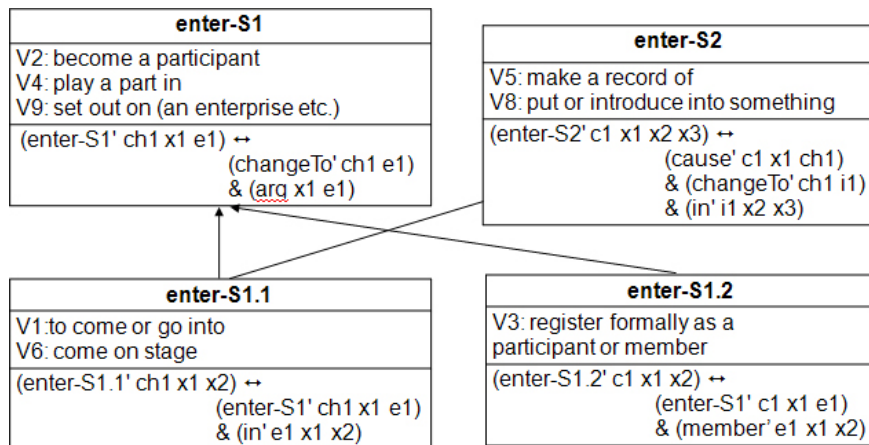 enter-S1
V2: become a participant
V4: play a part in
V9: set out on (an enterprise etc.)
(enter-S1' ch1 x1 e1) ↔
(changeTo' ch1 e1)
& (arg x1 e1)
enter-S2
V5: make a record of
V8: put or introduce into something
(enter-S2' c1 x1 x2 x3) ↔
(cause' c1 x1 ch1)
& (changeTo' ch1 i1)
& (in' i1 x2 x3)
enter-S1.1
V1:to come or go into
V6: come on stage
(enter-S1.1' ch1 x1 x2) ↔
(enter-S1' ch1 x1 e1)
& (in' e1 x1 x2)
enter-S1.2
V3: register formally as a
participant or member
(enter-S1.2' c1 x1 x2) ↔
(enter-S1' c1 x1 e1)
& (member’ e1 x1 x2)